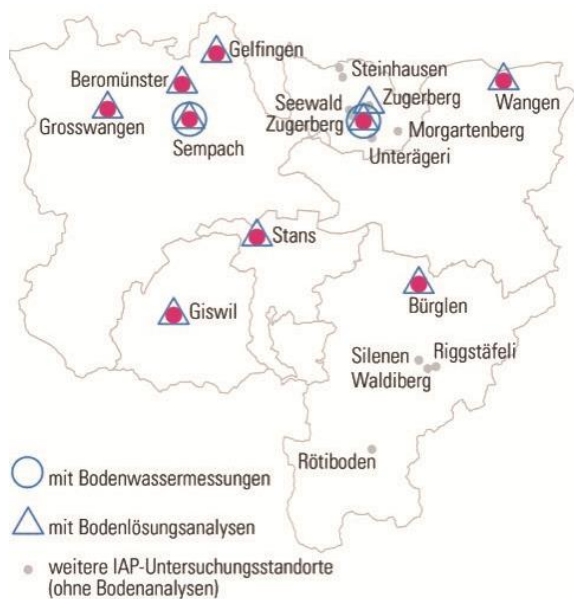 Gelfingen
Steinhausen
Beromünster
Zugerberg
Wangen
Seewald
Grosswangen
Zugerberg
Morgartenberg
Sempach
Unterägeri
Stans
Bürglen
Giswil
Silenen
Riggstäfeli
Waldiberg
Rötiboden
mit Bodenwassermessungen
mit Bodenlösungsanalysen
weitere IAP-Untersuchungsstandorte
(ohne Bodenanalysen)